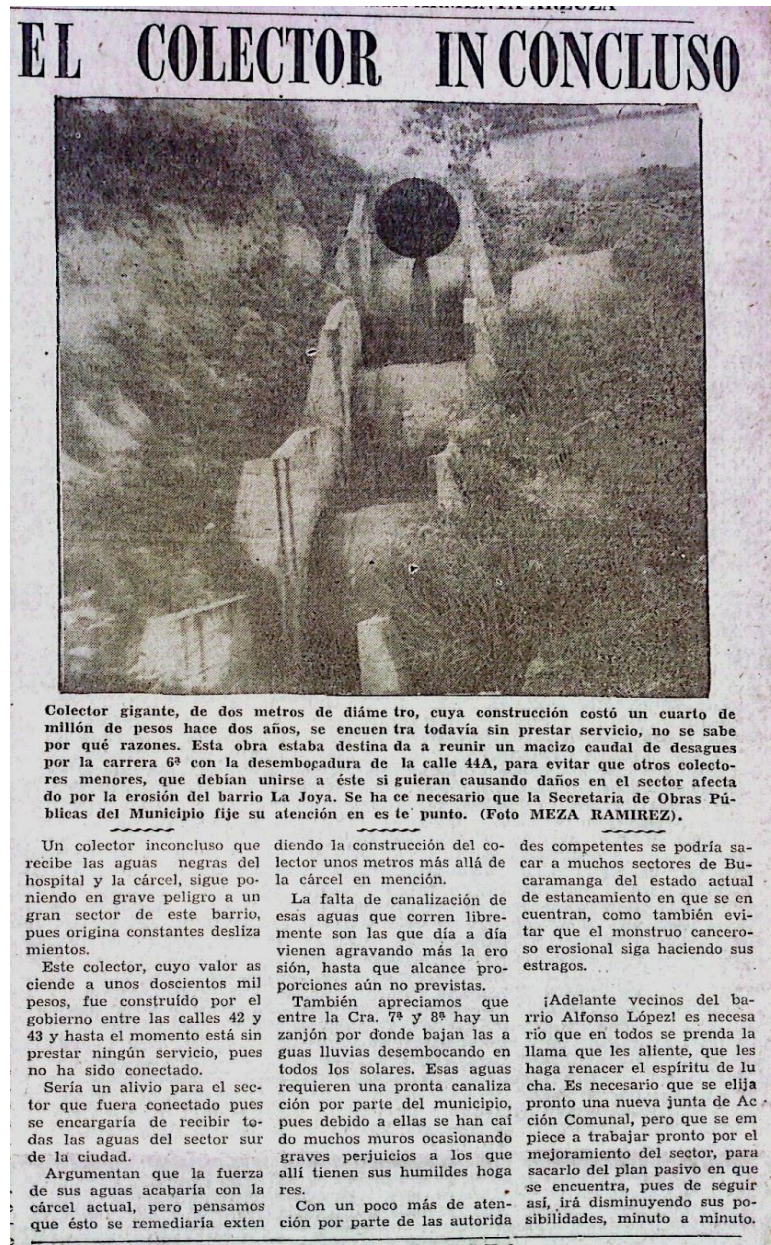 EL COLECTOR INCONCLUSO
Colector gigante, de dos metros de diáme tro, cuya construcción costó un cuarto de
millón de pesos hace dos años, se encuen tra todavía sin prestar servicio, no se sabe
por qué razones. Esta obra estaba destina da a reunir un macizo caudal de desagues
por la carrera 6ª con la desembocadura de la calle 44A, para evitar que otros colecto-
res menores, que debían unirse a éste si guieran causando daños en el sector afecta
do por la erosión del barrio La Joya. Se ha ce necesario que la Secretaría de Obras Pú-
blicas del Municipio fije su atención en es te punto. (Foto MEZA RAMIREZ).
Un colector inconcluso que
recibe las aguas negras del
hospital y la cárcel, sigue po-
niendo en grave peligro a un
gran sector de este barrio,
pues origina constantes desliza
mientos.
Este colector, cuyo valor as
ciende a unos doscientos mil
pesos, fue construído por el
gobierno entre las calles 42 y
43 y hasta el momento está sin
prestar ningún servicio, pues
no ha sido conectado.
Sería un alivio para el sec-
tor que fuera conectado pues
se encargaría de recibir to-
das las aguas del sector sur
de la ciudad.
Argumentan que la fuerza
de sus aguas acabaría con la
cárcel actual, pero pensamos
que ésto se remediaría exten
diendo la construcción del co-
lector unos metros más allá de
la cárcel en mención.
La falta de canalización de
esas aguas que corren libre-
mente son las que día a día
vienen agravando más la ero
sión, hasta que alcance pro-
porciones aún no previstas.
También apreciamos que
entre la Cra. 7ª y 8ª hay un
zanjón por donde bajan las a
guas lluvias desembocando en
todos los solares. Esas aguas
requieren una pronta canaliza
ción por parte del municipio,
pues debido a ellas se han caí
do muchos muros ocasionando
graves perjuicios a los que
allí tienen sus humildes hoga
res.
Con un poco más de aten-
ción por parte de las autorida
des competentes se podría sa-
car a muchos sectores de Bu-
caramanga del estado actual
de estancamiento en que se en
cuentran, como también evi-
tar que el monstruo cancero-
so erosional siga haciendo sus
estragos.
¡Adelante vecinos del ba-
rrio Alfonso López! es necesa
rio que en todos se prenda la
llama que les aliente, que les
haga renacer el espíritu de lu
cha. Es necesario que se elija
pronto una nueva junta de Ac
ción Comunal, pero que se em
piece a trabajar pronto por el
mejoramiento del sector, para
sacarlo del plan pasivo en que
se encuentra, pues de seguir
así, irá disminuyendo sus po-
sibilidades, minuto a minuto.